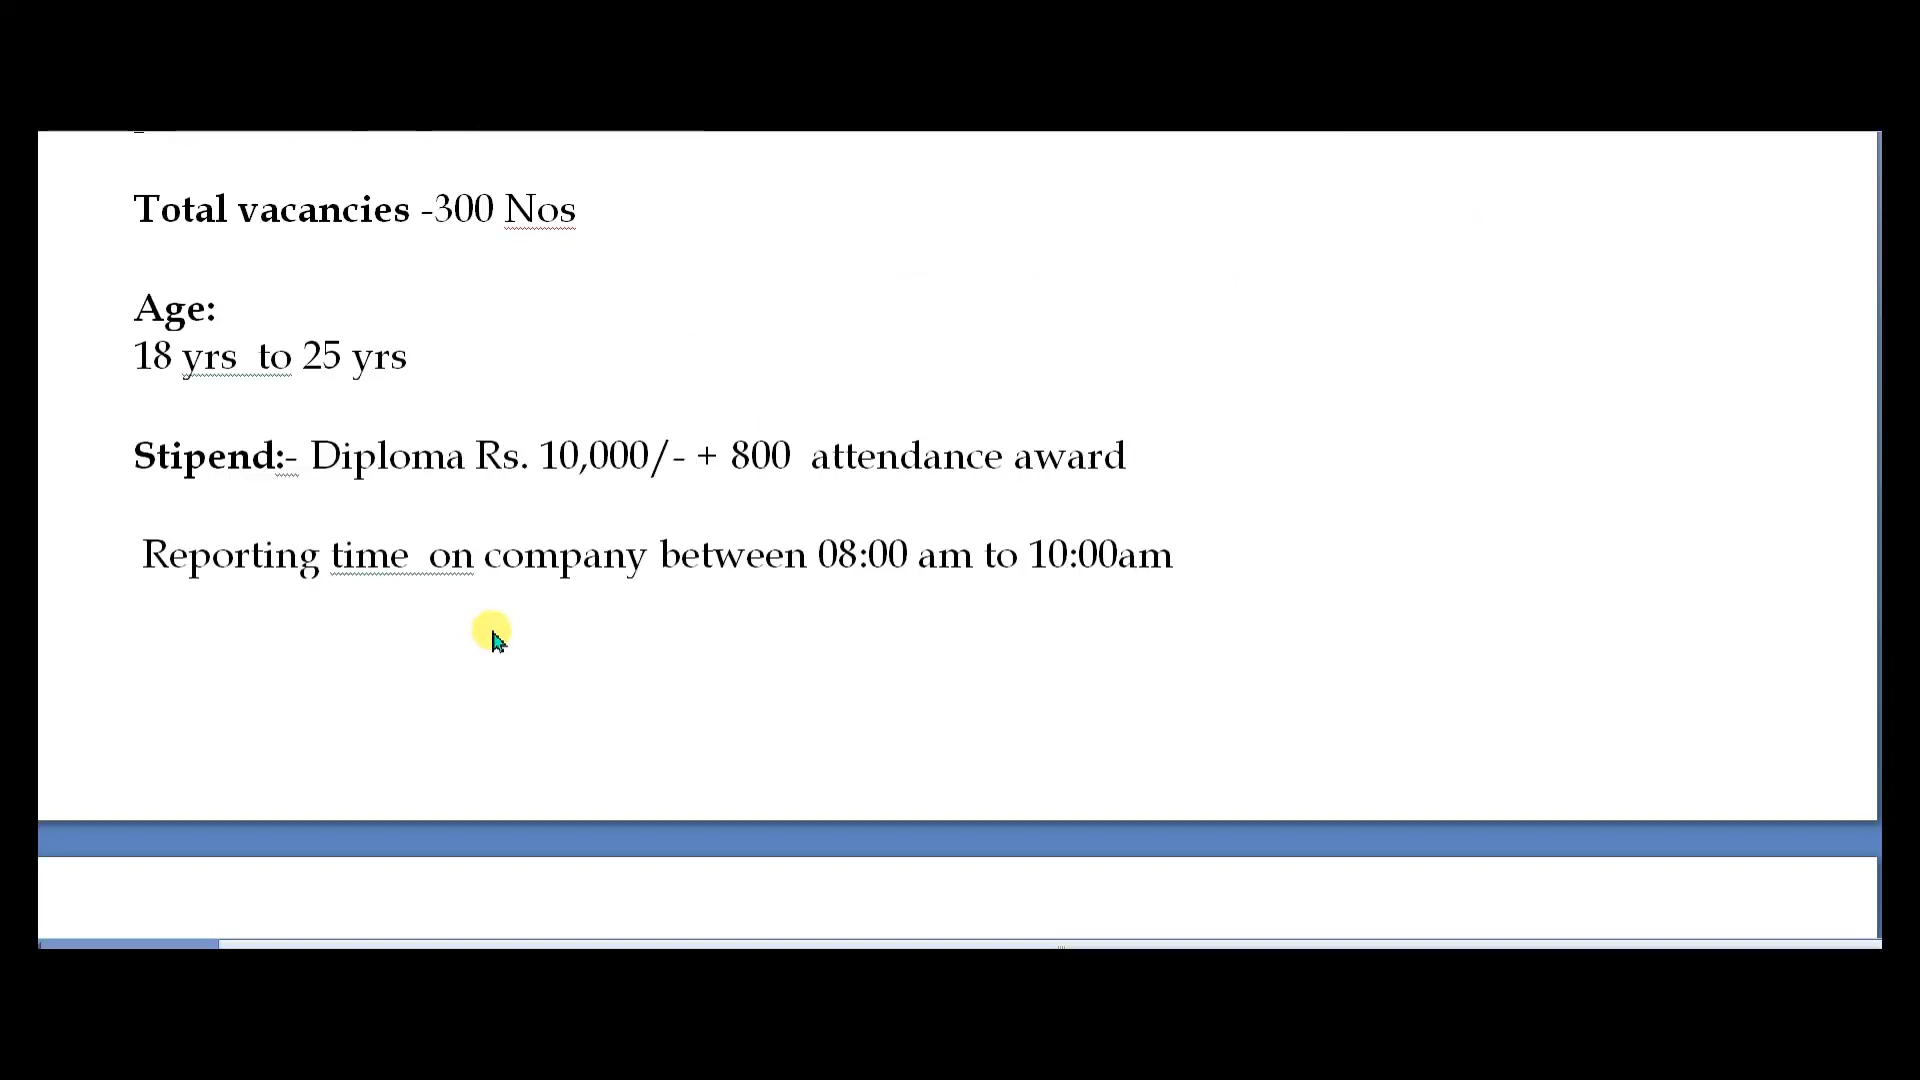 Total vacancies -300 Nos
Age:
18 yrs  to 25 yrs
Stipend:- Diploma Rs. 10,000/- + 800  attendance award
Reporting time  on company between 08:00 am to 10:00am